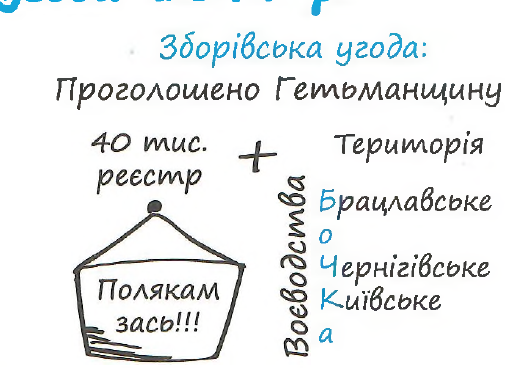 Зборівська угода:
Проголошено Гетьманщину
40 тис.
реєстр
+
Територія
Воєводства
Брацлавське
о
Чернігівське
Київське
а
Полякам
зась!!!